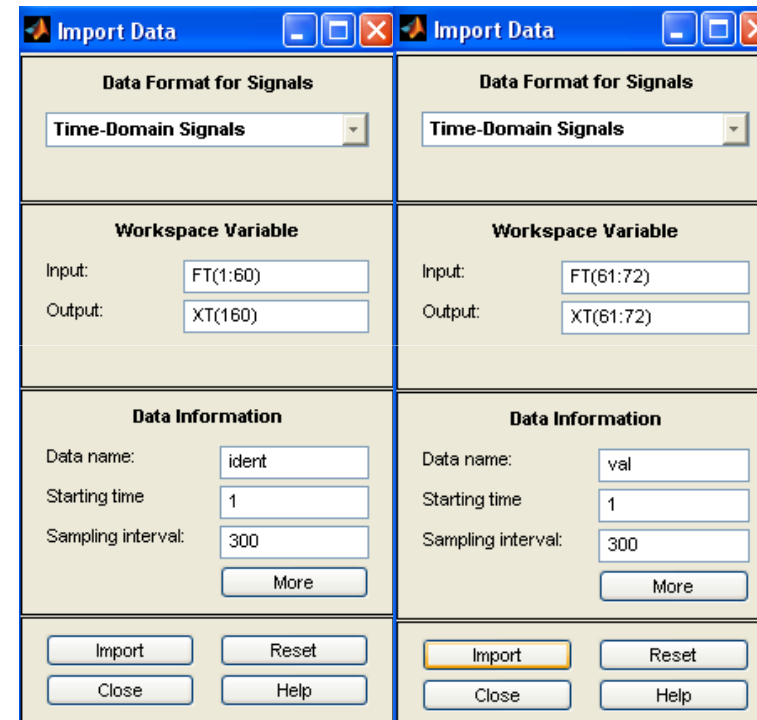 Import Data
Data Format for Signals
Time-Domain Signals
Workspace Variable
Input: FT(1:60)
Output: XT(160)
Data Information
Data name: ident
Starting time 1
Sampling interval: 300
More
Import Reset
Close Help
Import Data
Data Format for Signals
Time-Domain Signals
Workspace Variable
Input: FT(61:72)
Output: XT(61:72)
Data Information
Data name: val
Starting time 1
Sampling interval: 300
More
Import Reset
Close Help